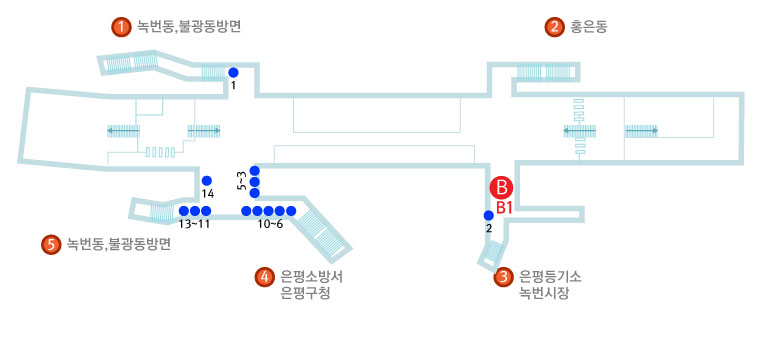 1 녹번동,불광동방면
2 홍은동
1
5~3
14
B
B1
13~11
10~6
2
5 녹번동,불광동방면
4 은평소방서
은평구청
3 은평등기소
녹번시장